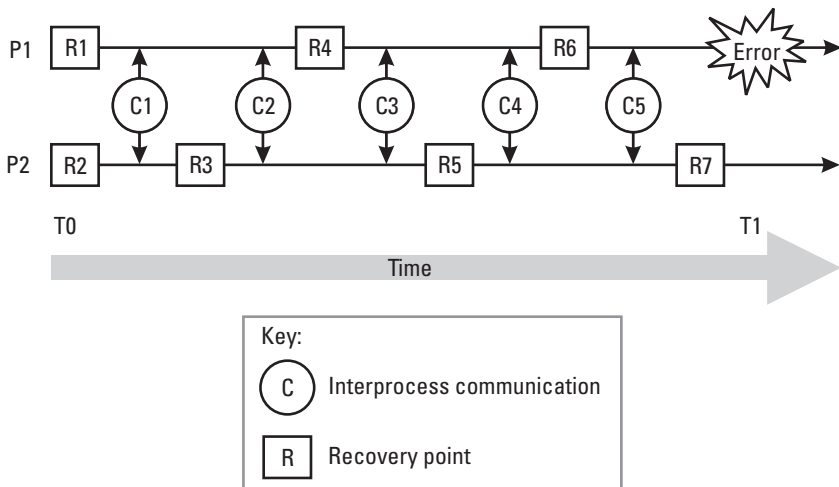 P1 R1 R4 R6 Error
C1 C2 C3 C4 C5
P2 R2 R3 R5 R7
T0 T1
Time
Key:
C Interprocess communication
R Recovery point